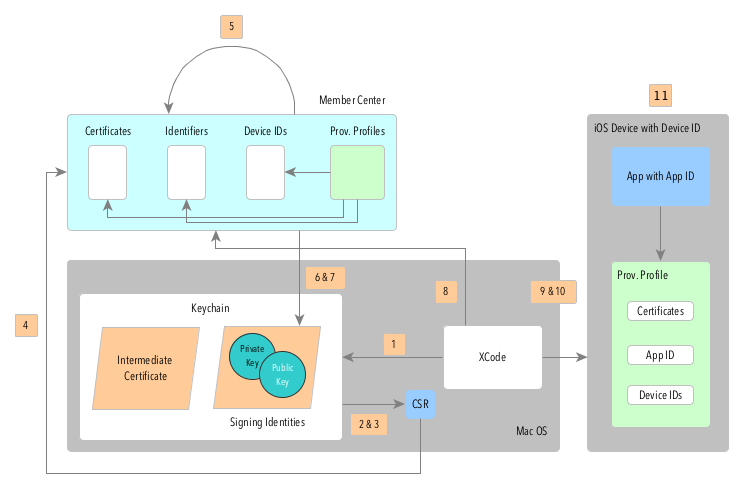 5
Member Center
Certificates
Identifiers
Device IDs
Prov. Profiles
11
iOS Device with Device ID
App with App ID
Prov. Profile
Certificates
App ID
Device IDs
6 & 7
8
9 & 10
4
Keychain
Intermediate
Certificate
Private
Key
Public
Key
Signing Identities
1
XCode
CSR
2 & 3
Mac OS